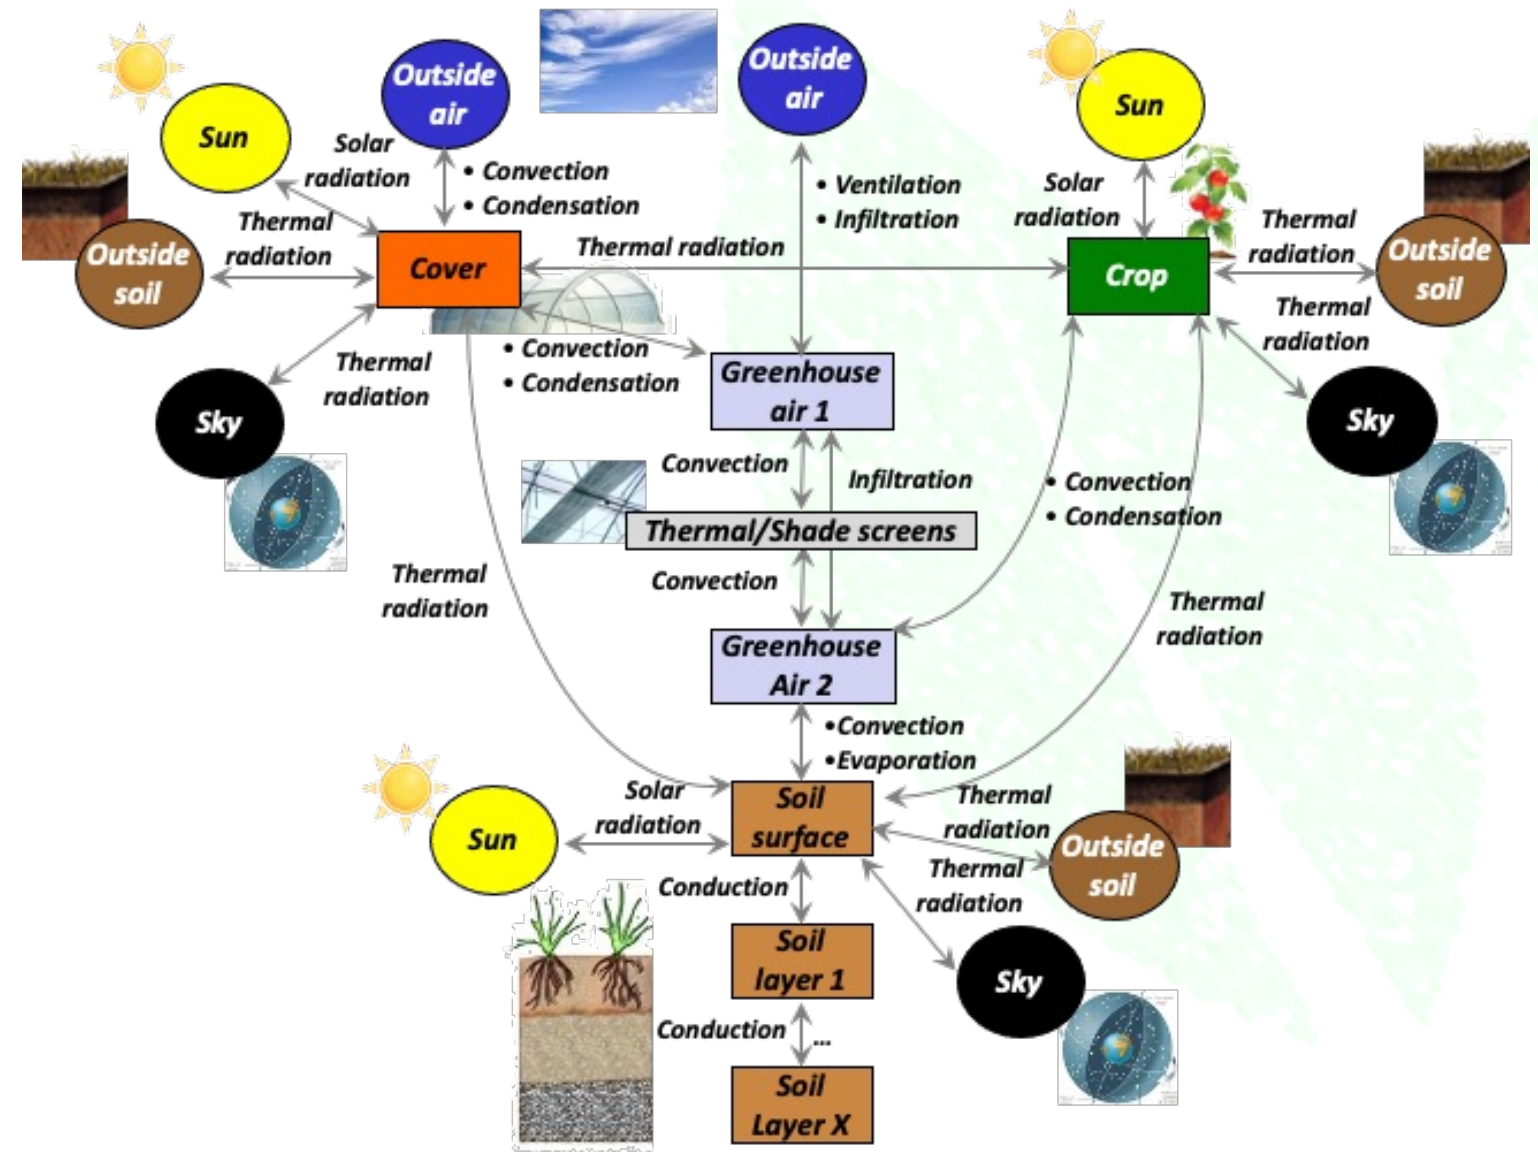 Outside
air
Outside
air
Sun
Sun
Solar
radiation
• Convection
• Condensation
• Ventilation
• Infiltration
Solar
radiation
Thermal
radiation
Outside
soil
Cover
Thermal radiation
Crop
Thermal
radiation
Outside
soil
Thermal
radiation
Thermal
radiation
Sky
• Convection
• Condensation
Greenhouse
air 1
Sky
Convection
Infiltration
• Convection
• Condensation
Thermal/Shade screens
Thermal
radiation
Convection
Thermal
radiation
Greenhouse
Air 2
•Convection
•Evaporation
Sun
Solar
radiation
Soil
surface
Thermal
radiation
Outside
soil
Thermal
radiation
Conduction
Soil
layer 1
Sky
Conduction
...
Soil
Layer X